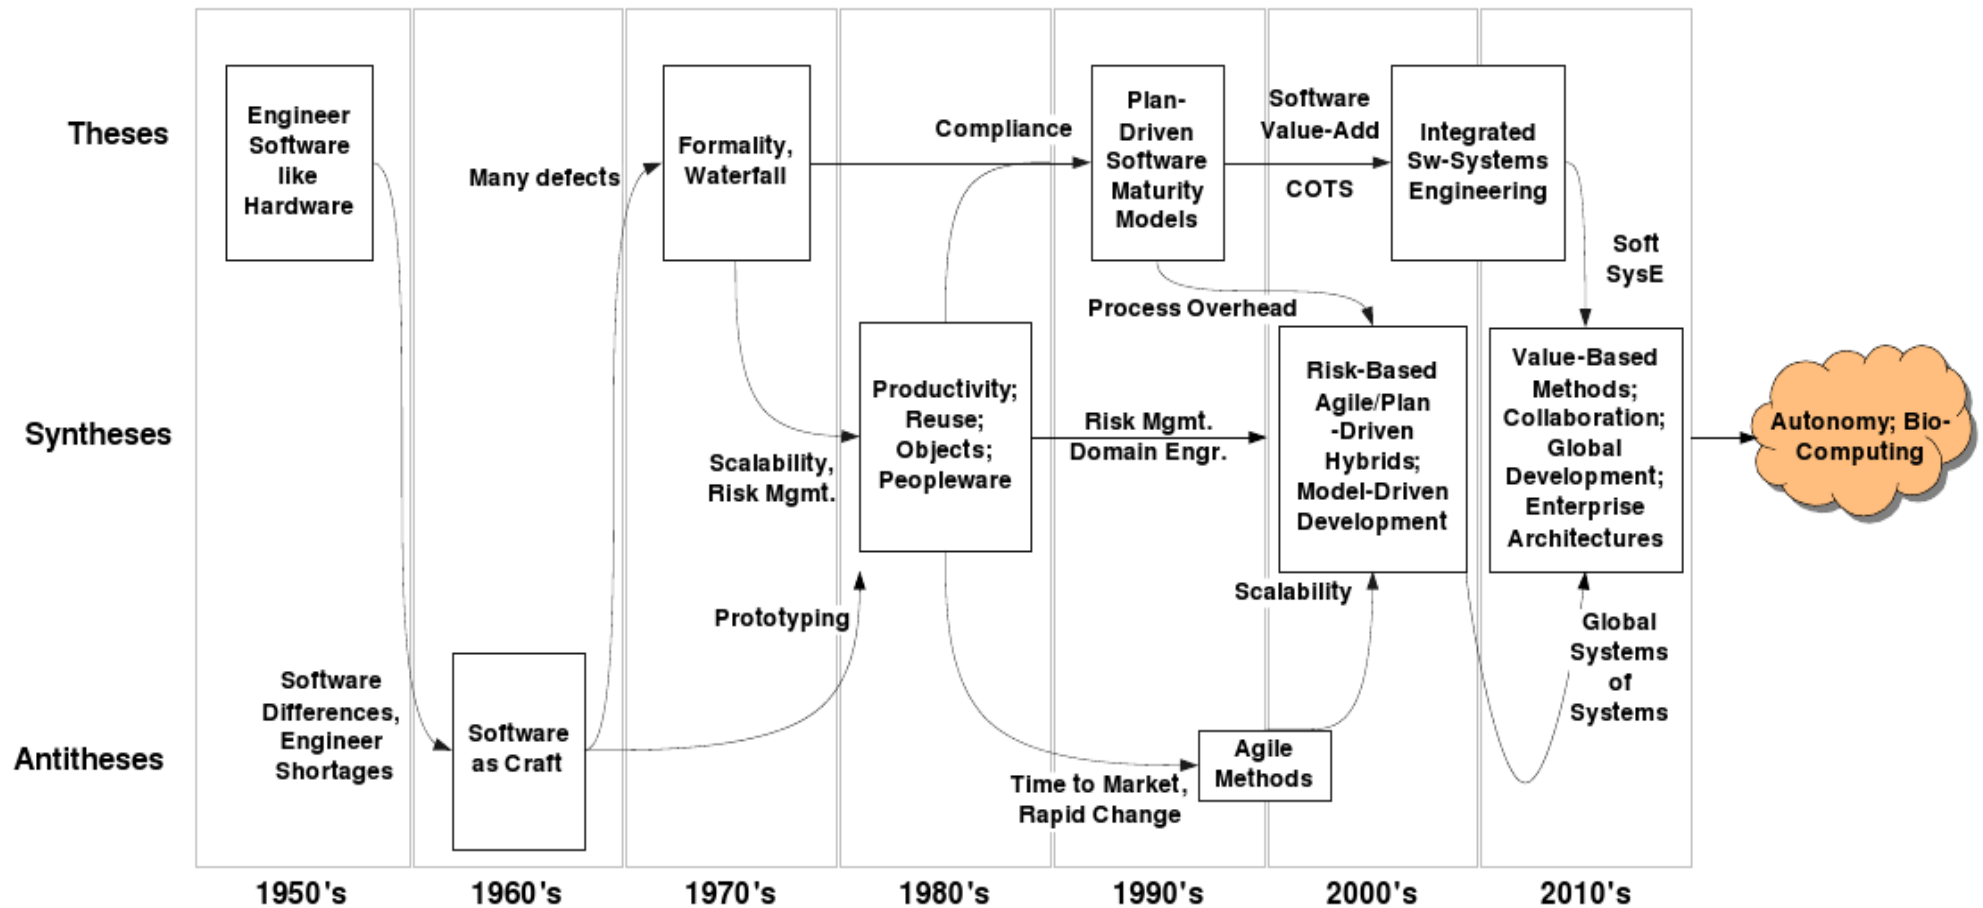 Theses
Engineer
Software
like
Hardware
Many defects
Formality,
Waterfall
Compliance
Plan-
Driven
Software
Maturity
Models
Software
Value-Add
COTS
Integrated
Sw-Systems
Engineering
Soft
SysE
Process Overhead
Syntheses
Scalability,
Risk Mgmt.
Productivity;
Reuse;
Objects;
Peopleware
Risk Mgmt.
Domain Engr.
Risk-Based
Agile/Plan
-Driven
Hybrids;
Model-Driven
Development
Value-Based
Methods;
Collaboration;
Global
Development;
Enterprise
Architectures
Autonomy; Bio-
Computing
Prototyping
Scalability
Global
Systems
of
Systems
Antitheses
Software
Differences,
Engineer
Shortages
Software
as Craft
Time to Market,
Rapid Change
Agile
Methods
1950's
1960's
1970's
1980's
1990's
2000's
2010's